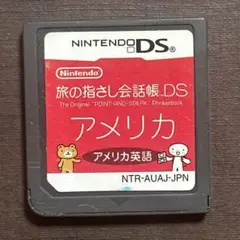 NINTENDO DS
Nintendo
旅の指さし会話帳DS
The Original "POINT-AND-SPEAK" Phrasebook
アメリカ
アメリカ英語
NTR-AUAJ-JPN